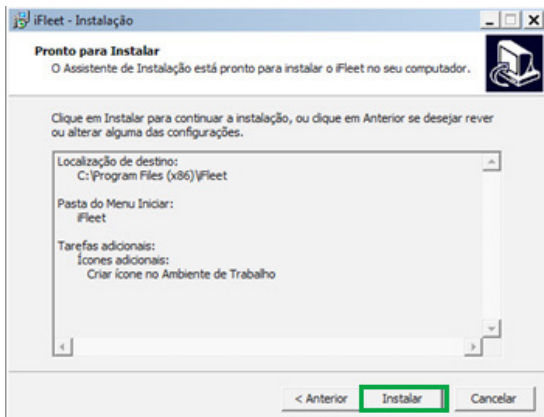 iFleet - Instalação
Pronto para Instalar
O Assistente de Instalação está pronto para instalar o iFleet no seu computador.
Clique em Instalar para continuar a instalação, ou clique em Anterior se desejar rever
ou alterar alguma das configurações.
Localização de destino:
C:\Program Files (x86)\iFleet
Pasta do Menu Iniciar:
iFleet
Tarefas adicionais:
Ícones adicionais:
Criar ícone no Ambiente de Trabalho
< Anterior
Instalar
Cancelar